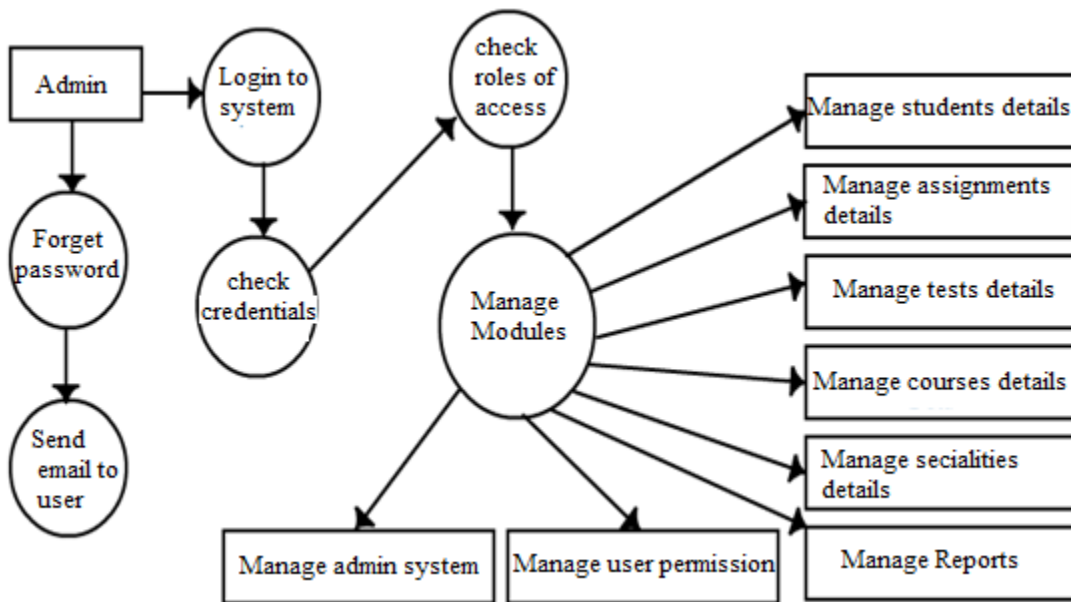 Admin
Login to
system
check
roles of
access
Manage students details
Manage assignments
details
Forget
password
check
credentials
Manage
Modules
Manage tests details
Manage courses details
Send
email to
user
Manage secialities
details
Manage admin system
Manage user permission
Manage Reports